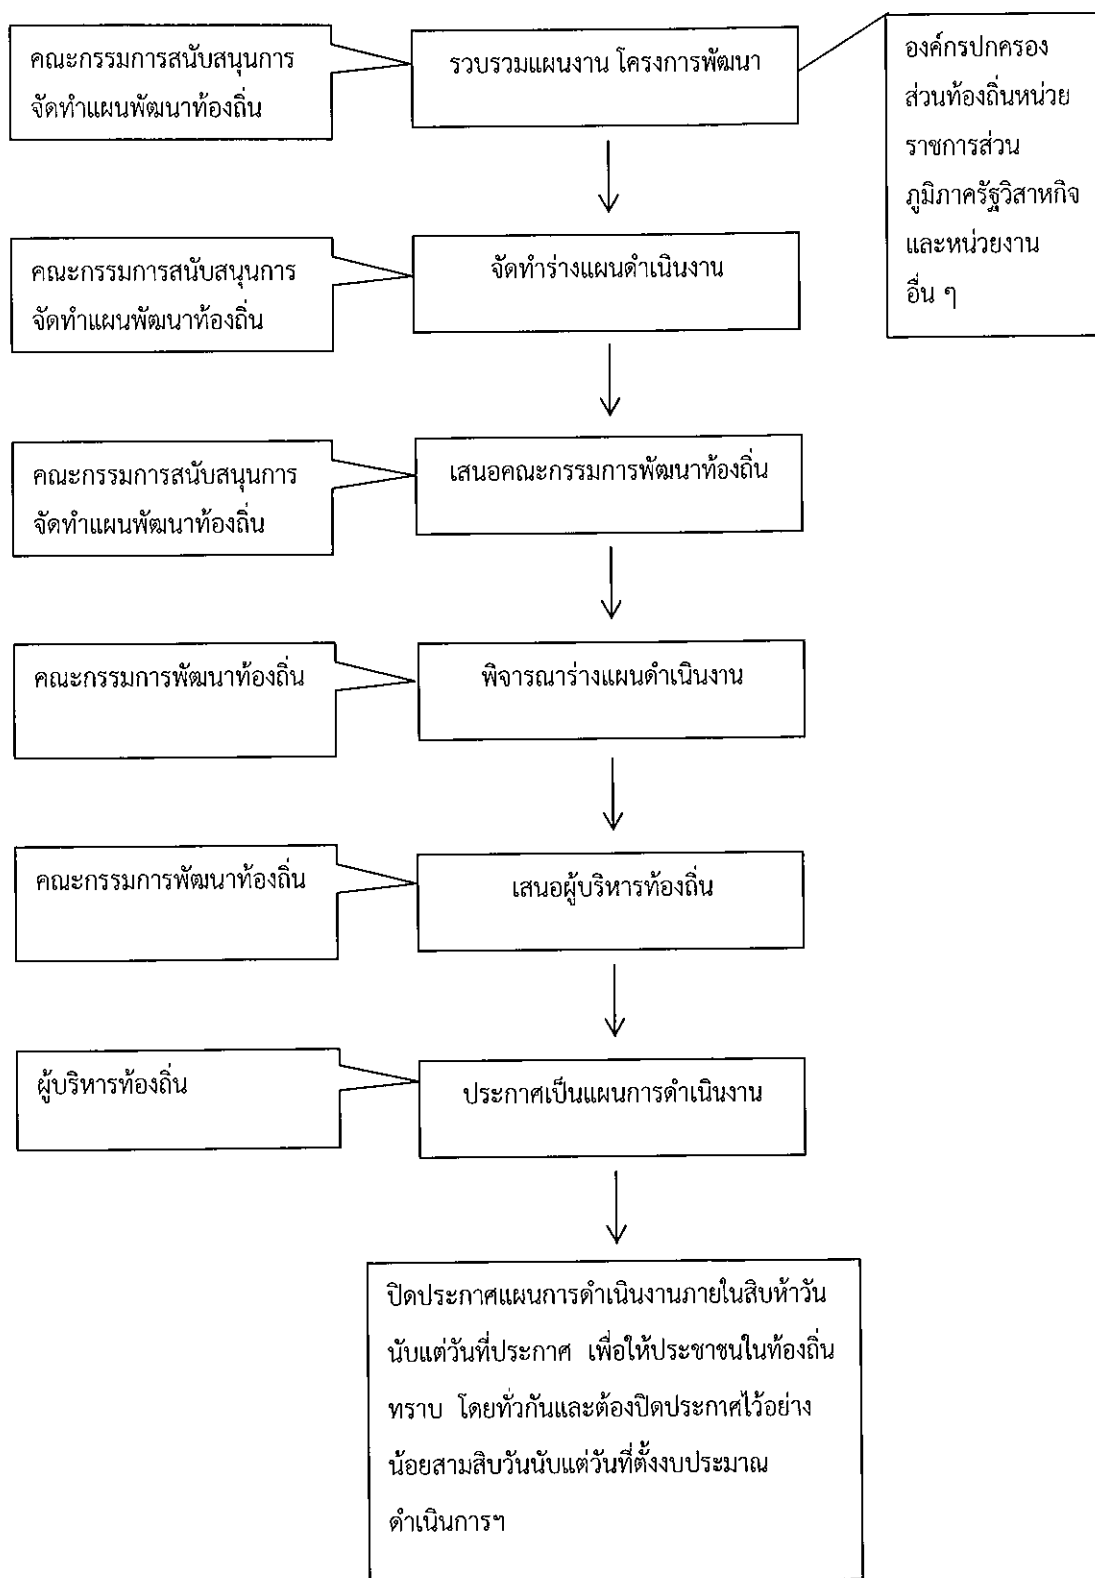 คณะกรรมการสนับสนุนการ
จัดทำแผนพัฒนาท้องถิ่น
รวบรวมแผนงาน โครงการพัฒนา
องค์กรปกครอง
ส่วนท้องถิ่นหน่วย
ราชการส่วน
ภูมิภาครัฐวิสาหกิจ
และหน่วยงาน
อื่น ๆ
คณะกรรมการสนับสนุนการ
จัดทำแผนพัฒนาท้องถิ่น
จัดทำร่างแผนดำเนินงาน
คณะกรรมการสนับสนุนการ
จัดทำแผนพัฒนาท้องถิ่น
เสนอคณะกรรมการพัฒนาท้องถิ่น
คณะกรรมการพัฒนาท้องถิ่น
พิจารณาร่างแผนดำเนินงาน
คณะกรรมการพัฒนาท้องถิ่น
เสนอผู้บริหารท้องถิ่น
ผู้บริหารท้องถิ่น
ประกาศเป็นแผนการดำเนินงาน
ปิดประกาศแผนการดำเนินงานภายในสิบห้าวัน
นับแต่วันที่ประกาศ เพื่อให้ประชาชนในท้องถิ่น
ทราบ โดยทั่วกันและต้องปิดประกาศไว้อย่าง
น้อยสามสิบวันนับแต่วันที่ตั้งงบประมาณ
ดำเนินการฯ